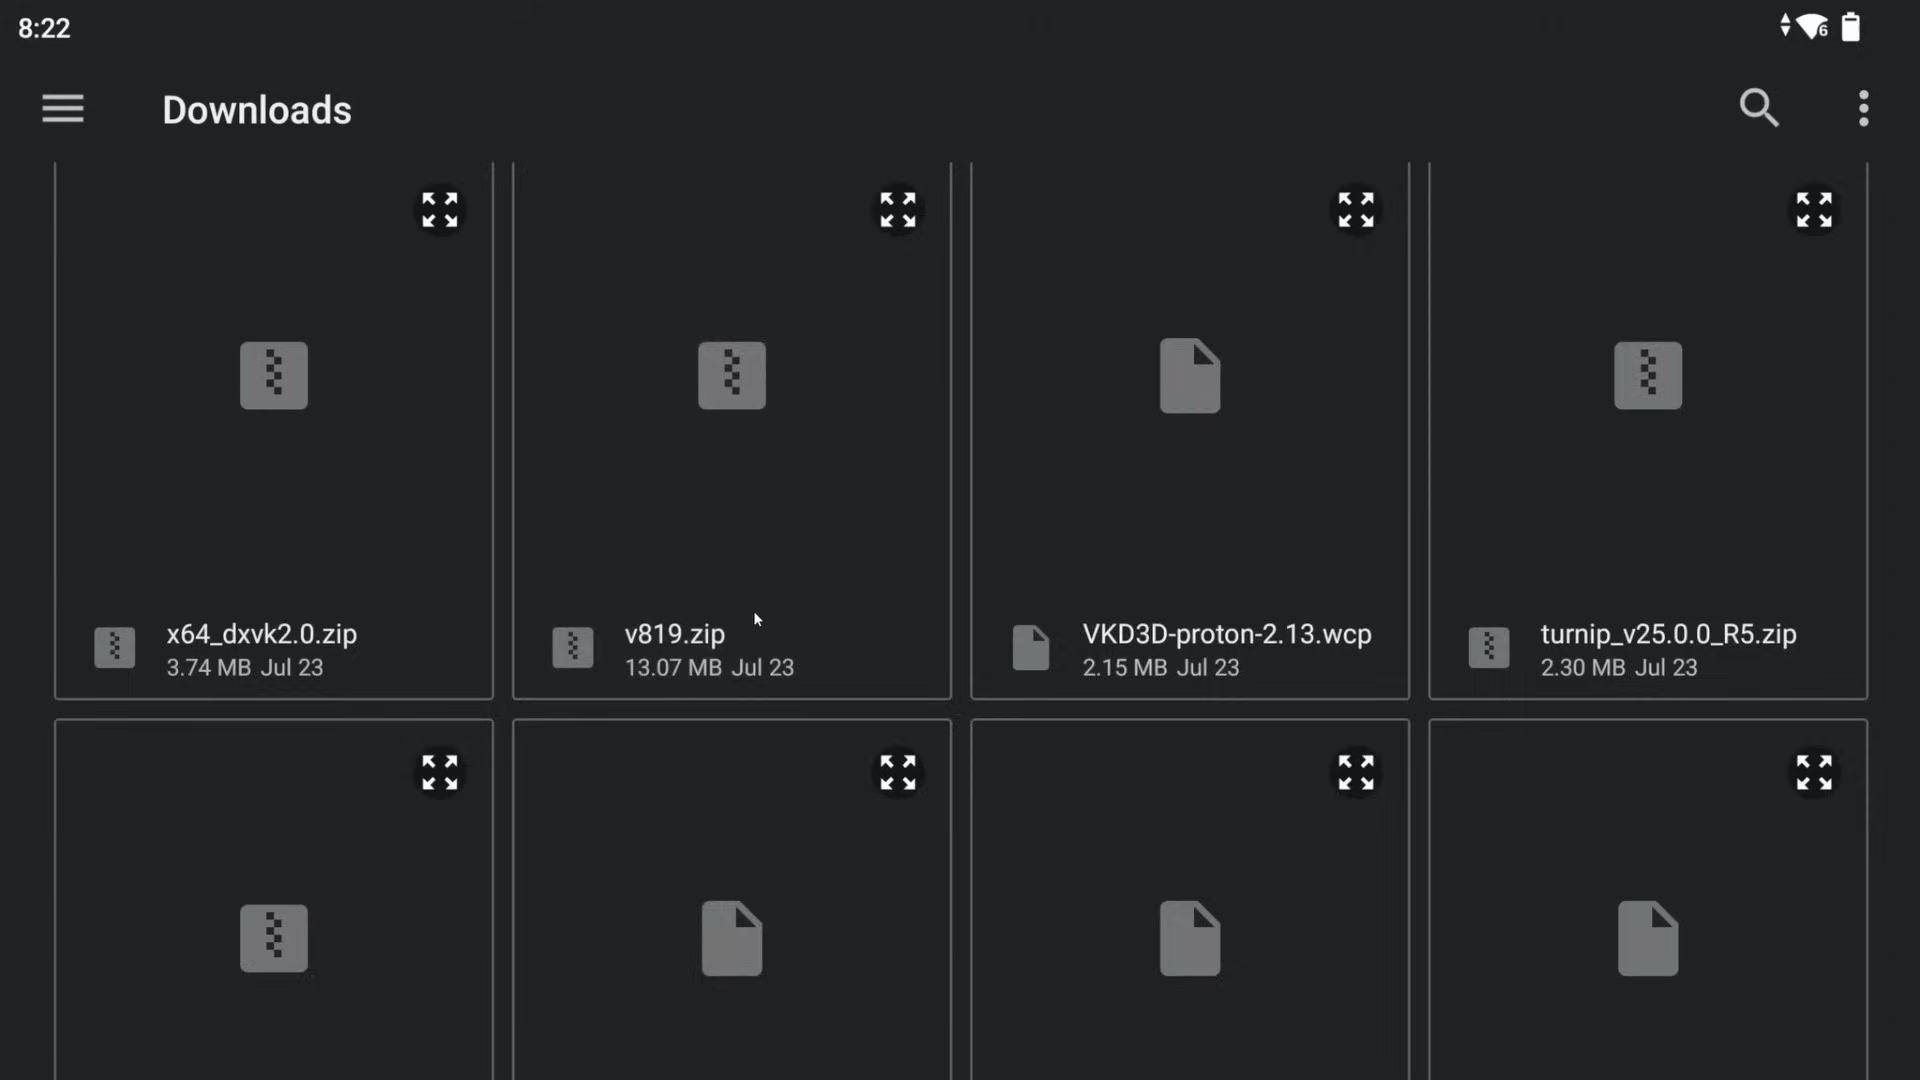 8:22
6
Downloads
x64_dxvk2.0.zip
3.74 MB Jul 23
v819.zip
13.07 MB Jul 23
VKD3D-proton-2.13.wcp
2.15 MB Jul 23
turnip_v25.0.0_R5.zip
2.30 MB Jul 23